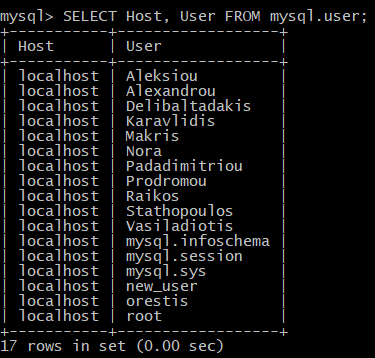 mysql> SELECT Host, User FROM mysql.user;
+-----------+------------------+
| Host      | User             |
+-----------+------------------+
| localhost | Aleksiou         |
| localhost | Alexandrou       |
| localhost | Delibaltadakis   |
| localhost | Karavlidis       |
| localhost | Makris           |
| localhost | Nora             |
| localhost | Padadimitriou    |
| localhost | Prodromou        |
| localhost | Raikos           |
| localhost | Stathopoulos     |
| localhost | Vasiladiotis     |
| localhost | mysql.infoschema |
| localhost | mysql.session    |
| localhost | mysql.sys        |
| localhost | new_user         |
| localhost | orestis          |
| localhost | root             |
+-----------+------------------+
17 rows in set (0.00 sec)